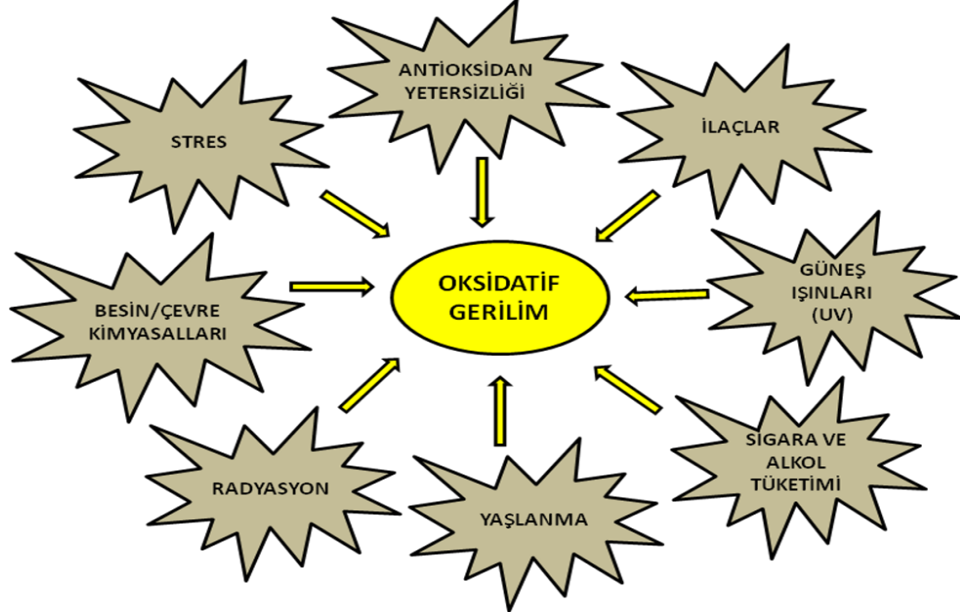 ANTİOKSİDAN
YETERSİZLİĞİ
STRES
İLAÇLAR
OKSİDATİF
GERİLİM
GÜNEŞ
IŞINLARI
(UV)
BESİN/ÇEVRE
KİMYASALLARI
SİGARA VE
ALKOL
TÜKETİMİ
RADYASYON
YAŞLANMA